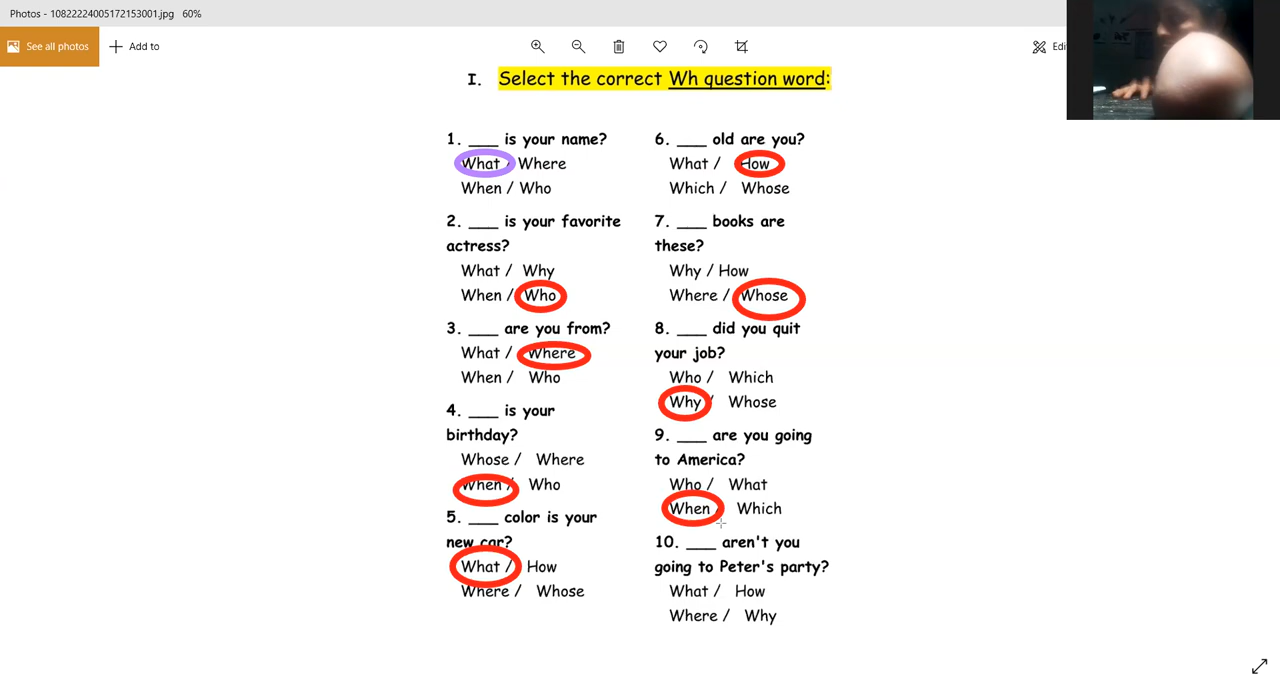 Photos - 10822224005172153001.jpg 60%
See all photos
Add to
I. Select the correct Wh question word:
1. ___ is your name?
What / Where
When / Who
2. ___ is your favorite
actress?
What / Why
When / Who
3. ___ are you from?
What / Where
When / Who
4. ___ is your
birthday?
Whose / Where
When / Who
5. ___ color is your
new car?
What / How
Where / Whose
6. ___ old are you?
What / How
Which / Whose
7. ___ books are
these?
Why / How
Where / Whose
8. ___ did you quit
your job?
Who / Which
Why / Whose
9. ___ are you going
to America?
Who / What
When / Which
10. ___ aren't you
going to Peter's party?
What / How
Where / Why